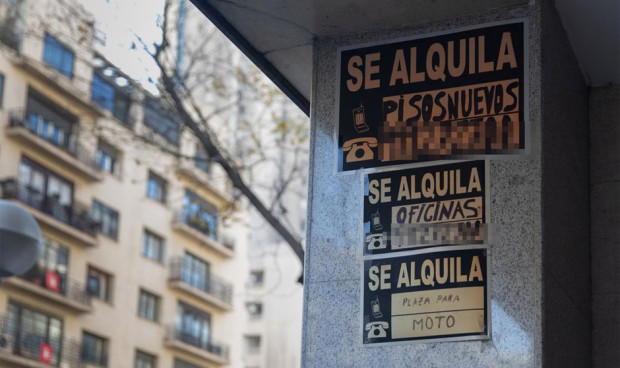 SE ALQUILA
PISOS NUEVOS
SE ALQUILA
OFICINAS
SE ALQUILA
PLAZA PARA
MOTO